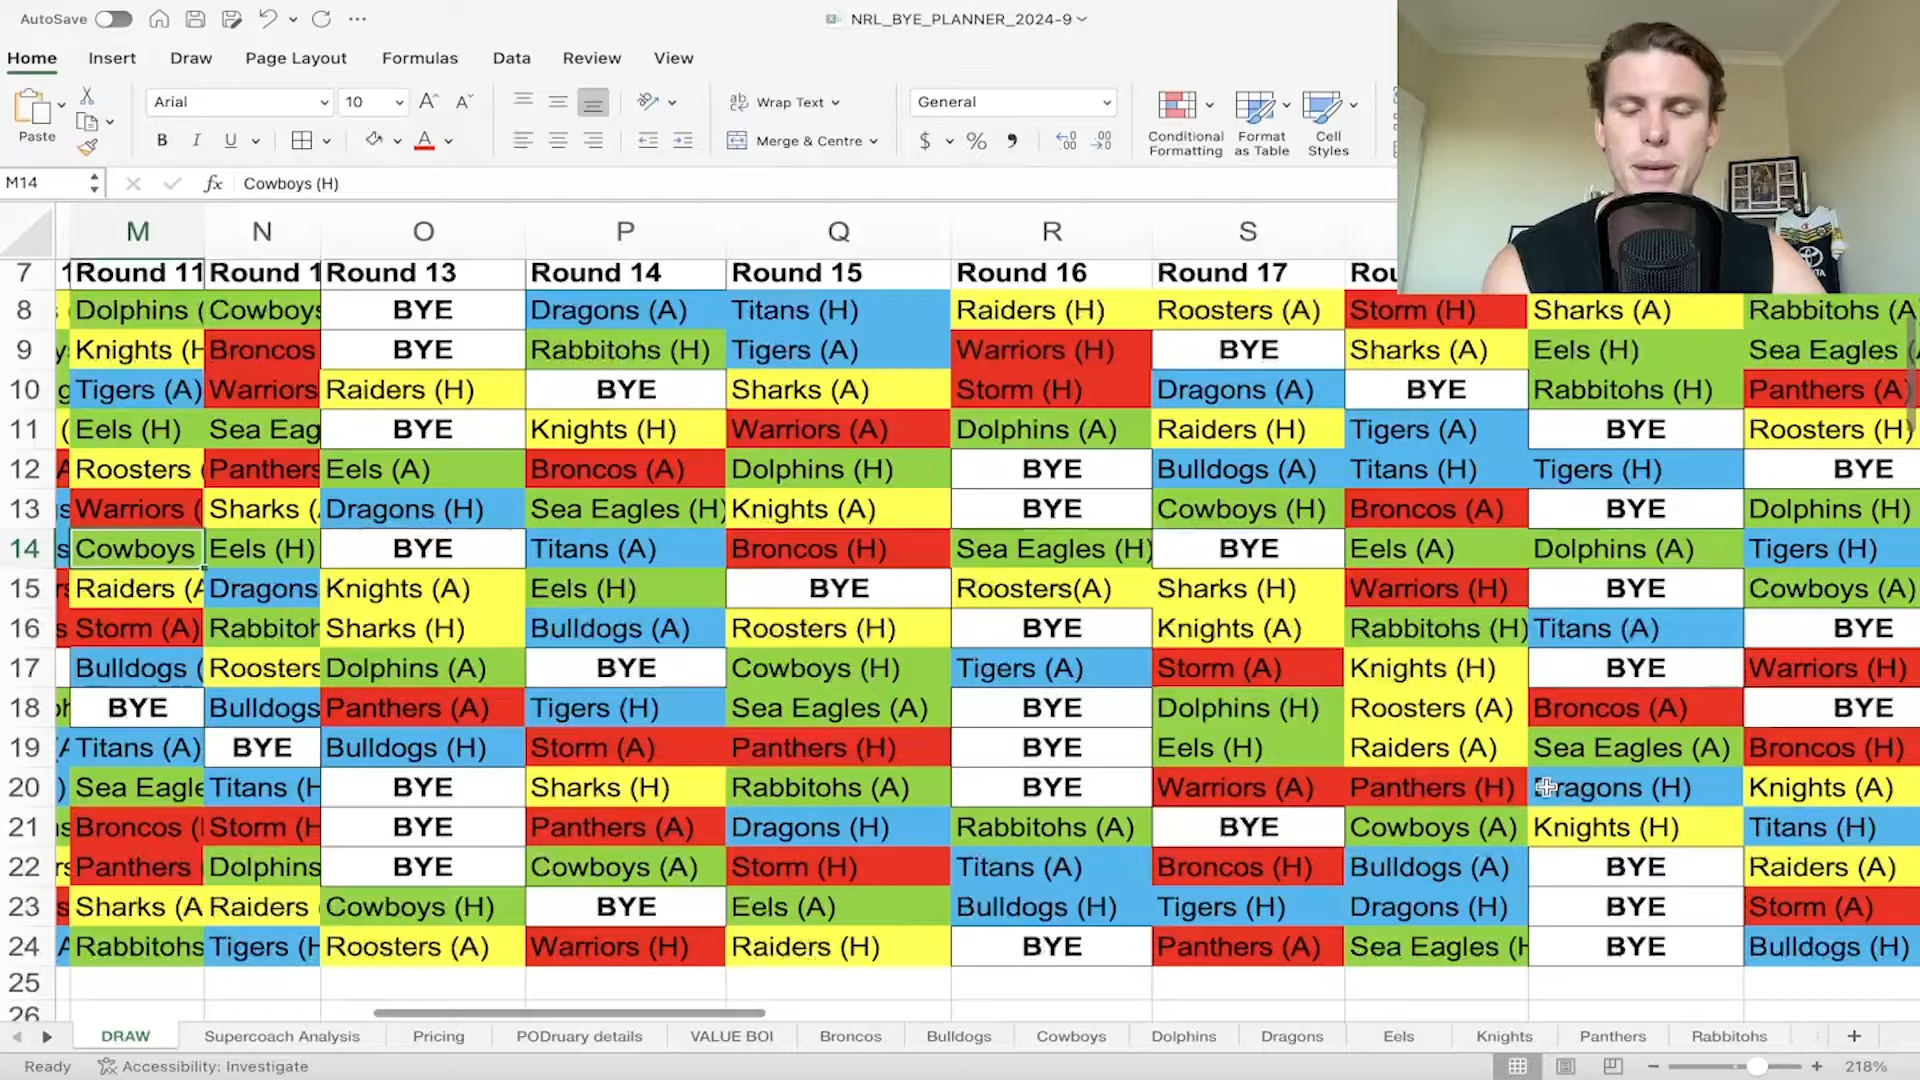 AutoSave
NRL_BYE_PLANNER_2024-9
Home Insert Draw Page Layout Formulas Data Review View
Paste
Arial 10
B I U
Wrap Text
Merge & Centre
General
$ %
Conditional Formatting
Format as Table
Cell Styles
M14 fx Cowboys (H)
M N O P Q R S
7 Round 11 Round 1 Round 13 Round 14 Round 15 Round 16 Round 17 Rou
8 Dolphins ( Cowboys BYE Dragons (A) Titans (H) Raiders (H) Roosters (A) Storm (H) Sharks (A) Rabbitohs (A
9 Knights (H Broncos BYE Rabbitohs (H) Tigers (A) Warriors (H) BYE Sharks (A) Eels (H) Sea Eagles
10 Tigers (A) Warriors Raiders (H) BYE Sharks (A) Storm (H) Dragons (A) BYE Rabbitohs (H) Panthers (A)
11 Eels (H) Sea Eag BYE Knights (H) Warriors (A) Dolphins (A) Raiders (H) Tigers (A) BYE Roosters (H)
12 Roosters ( Panthers Eels (A) Broncos (A) Dolphins (H) BYE Bulldogs (A) Titans (H) Tigers (H) BYE
13 Warriors ( Sharks ( Dragons (H) Sea Eagles (H) Knights (A) BYE Cowboys (H) Broncos (A) BYE Dolphins (H)
14 Cowboys Eels (H) BYE Titans (A) Broncos (H) Sea Eagles (H) BYE Eels (A) Dolphins (A) Tigers (H)
15 Raiders (A Dragons Knights (A) Eels (H) BYE Roosters(A) Sharks (H) Warriors (H) BYE Cowboys (A)
16 Storm (A) Rabbitoh Sharks (H) Bulldogs (A) Roosters (H) BYE Knights (A) Rabbitohs (H) Titans (A) BYE
17 Bulldogs ( Roosters Dolphins (A) BYE Cowboys (H) Tigers (A) Storm (A) Knights (H) BYE Warriors (H)
18 BYE Bulldogs Panthers (A) Tigers (H) Sea Eagles (A) BYE Dolphins (H) Roosters (A) Broncos (A) BYE
19 Titans (A) BYE Bulldogs (H) Storm (A) Panthers (H) BYE Eels (H) Raiders (A) Sea Eagles (A) Broncos (H)
20 Sea Eagle Titans (H BYE Sharks (H) Rabbitohs (A) BYE Warriors (A) Panthers (H) Dragons (H) Knights (A)
21 Broncos ( Storm (H BYE Panthers (A) Dragons (H) Rabbitohs (A) BYE Cowboys (A) Knights (H) Titans (H)
22 Panthers Dolphins BYE Cowboys (A) Storm (H) Titans (A) Broncos (H) Bulldogs (A) BYE Raiders (A)
23 Sharks (A Raiders Cowboys (H) BYE Eels (A) Bulldogs (H) Tigers (H) Dragons (H) BYE Storm (A)
24 Rabbitohs Tigers (H Roosters (A) Warriors (H) Raiders (H) BYE Panthers (A) Sea Eagles (H BYE Bulldogs (H)
25
26
DRAW Supercoach Analysis Pricing PODruary details VALUE BOI Broncos Bulldogs Cowboys Dolphins Dragons Eels Knights Panthers Rabbitohs
Ready Accessibility: Investigate 218%